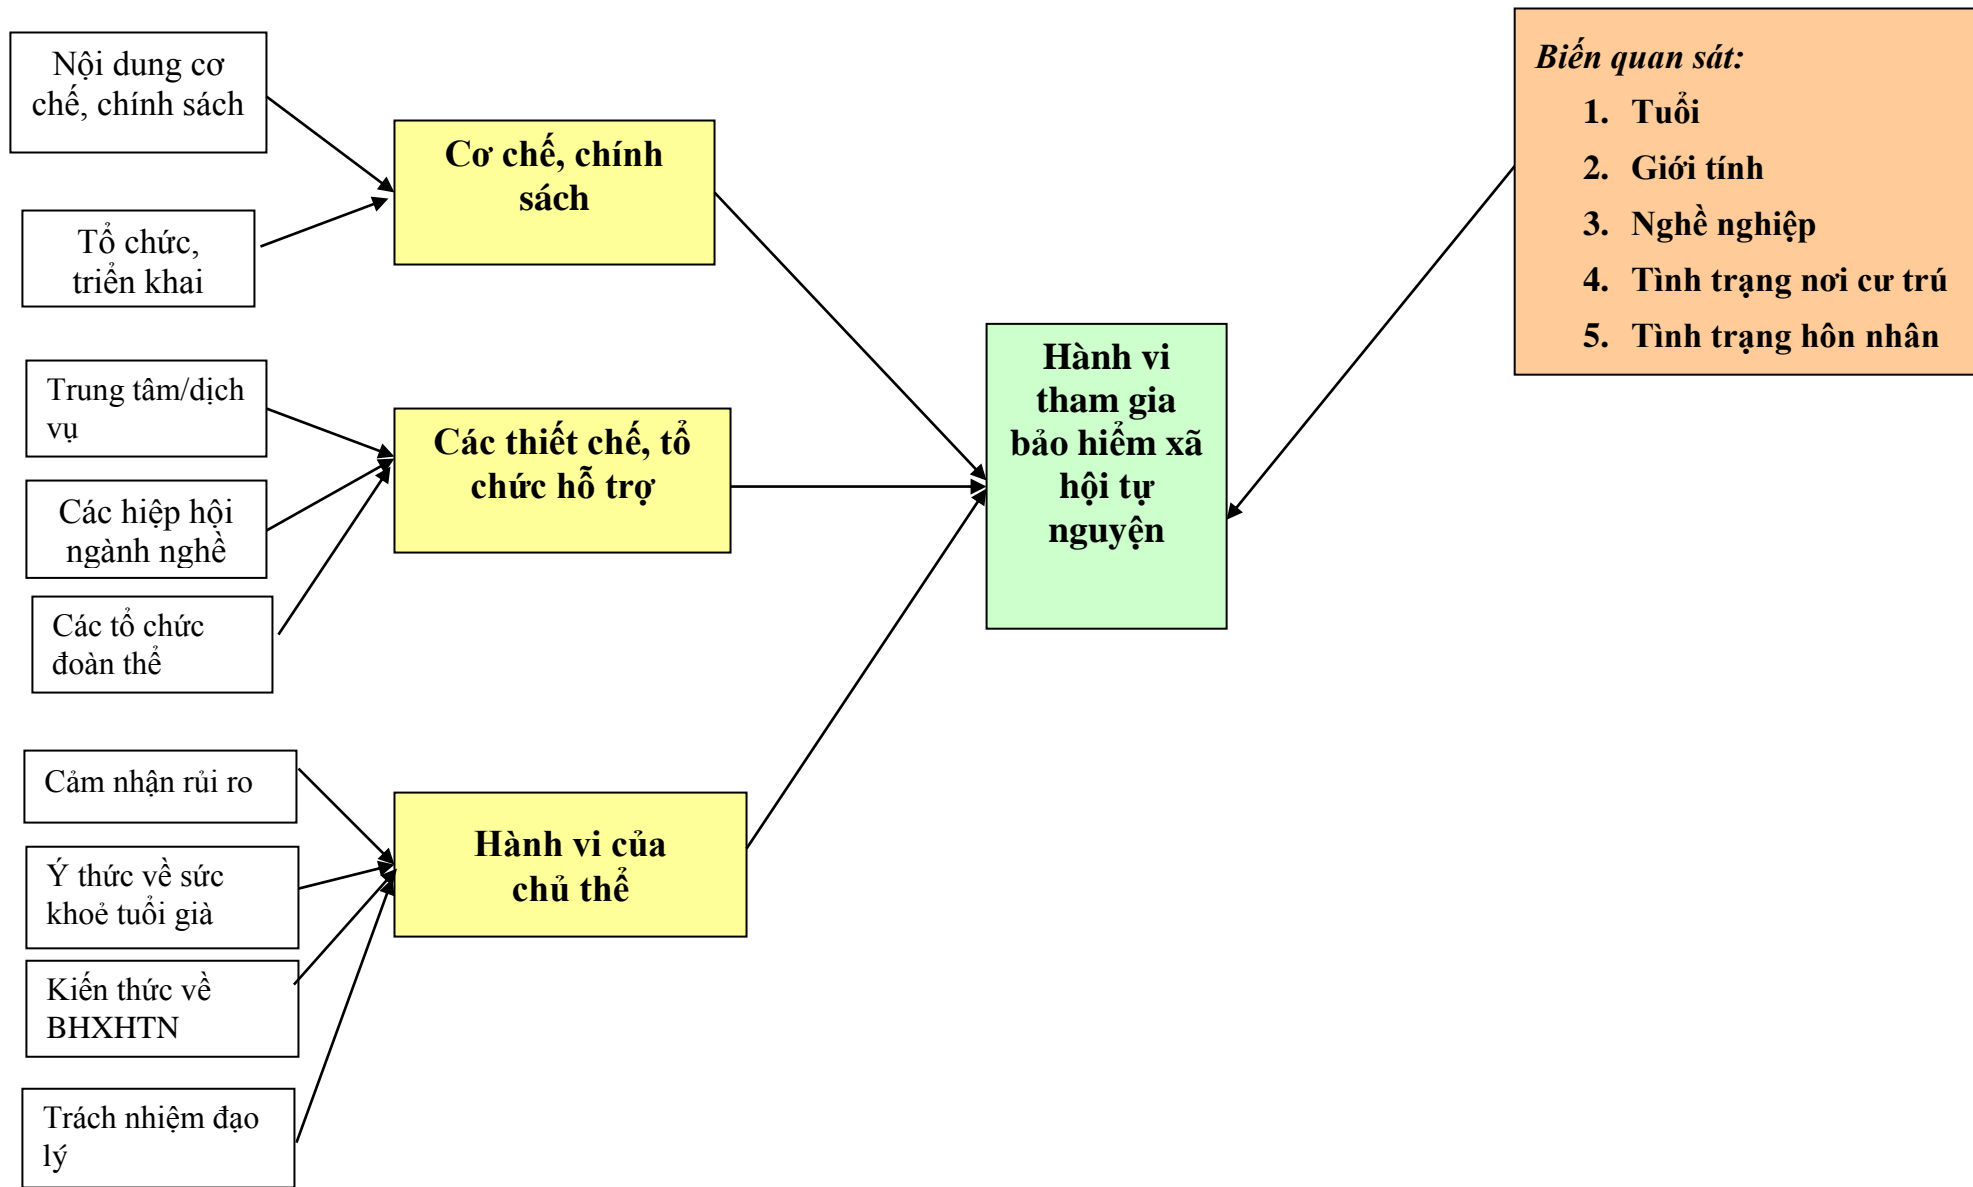 Nội dung cơ
chế, chính sách
Tổ chức,
triển khai
Trung tâm/dịch
vụ
Các hiệp hội
ngành nghề
Các tổ chức
đoàn thể
Cảm nhận rủi ro
Ý thức về sức
khoẻ tuổi già
Kiến thức về
BHXHTN
Trách nhiệm đạo
lý
Cơ chế, chính
sách
Các thiết chế, tổ
chức hỗ trợ
Hành vi của
chủ thể
Hành vi
tham gia
bảo hiểm xã
hội tự
nguyện
Biến quan sát:
1. Tuổi
2. Giới tính
3. Nghề nghiệp
4. Tình trạng nơi cư trú
5. Tình trạng hôn nhân